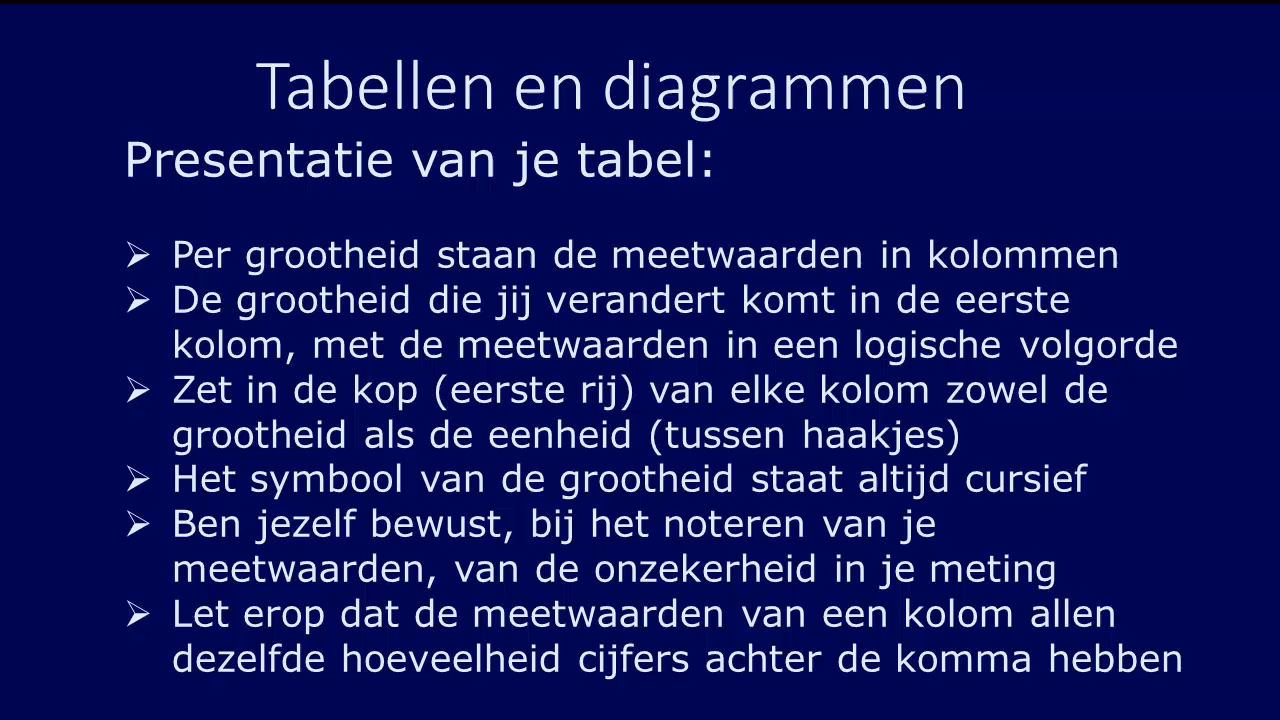 Tabellen en diagrammen
Presentatie van je tabel:
➢ Per grootheid staan de meetwaarden in kolommen
➢ De grootheid die jij verandert komt in de eerste
kolom, met de meetwaarden in een logische volgorde
➢ Zet in de kop (eerste rij) van elke kolom zowel de
grootheid als de eenheid (tussen haakjes)
➢ Het symbool van de grootheid staat altijd cursief
➢ Ben jezelf bewust, bij het noteren van je
meetwaarden, van de onzekerheid in je meting
➢ Let erop dat de meetwaarden van een kolom allen
dezelfde hoeveelheid cijfers achter de komma hebben